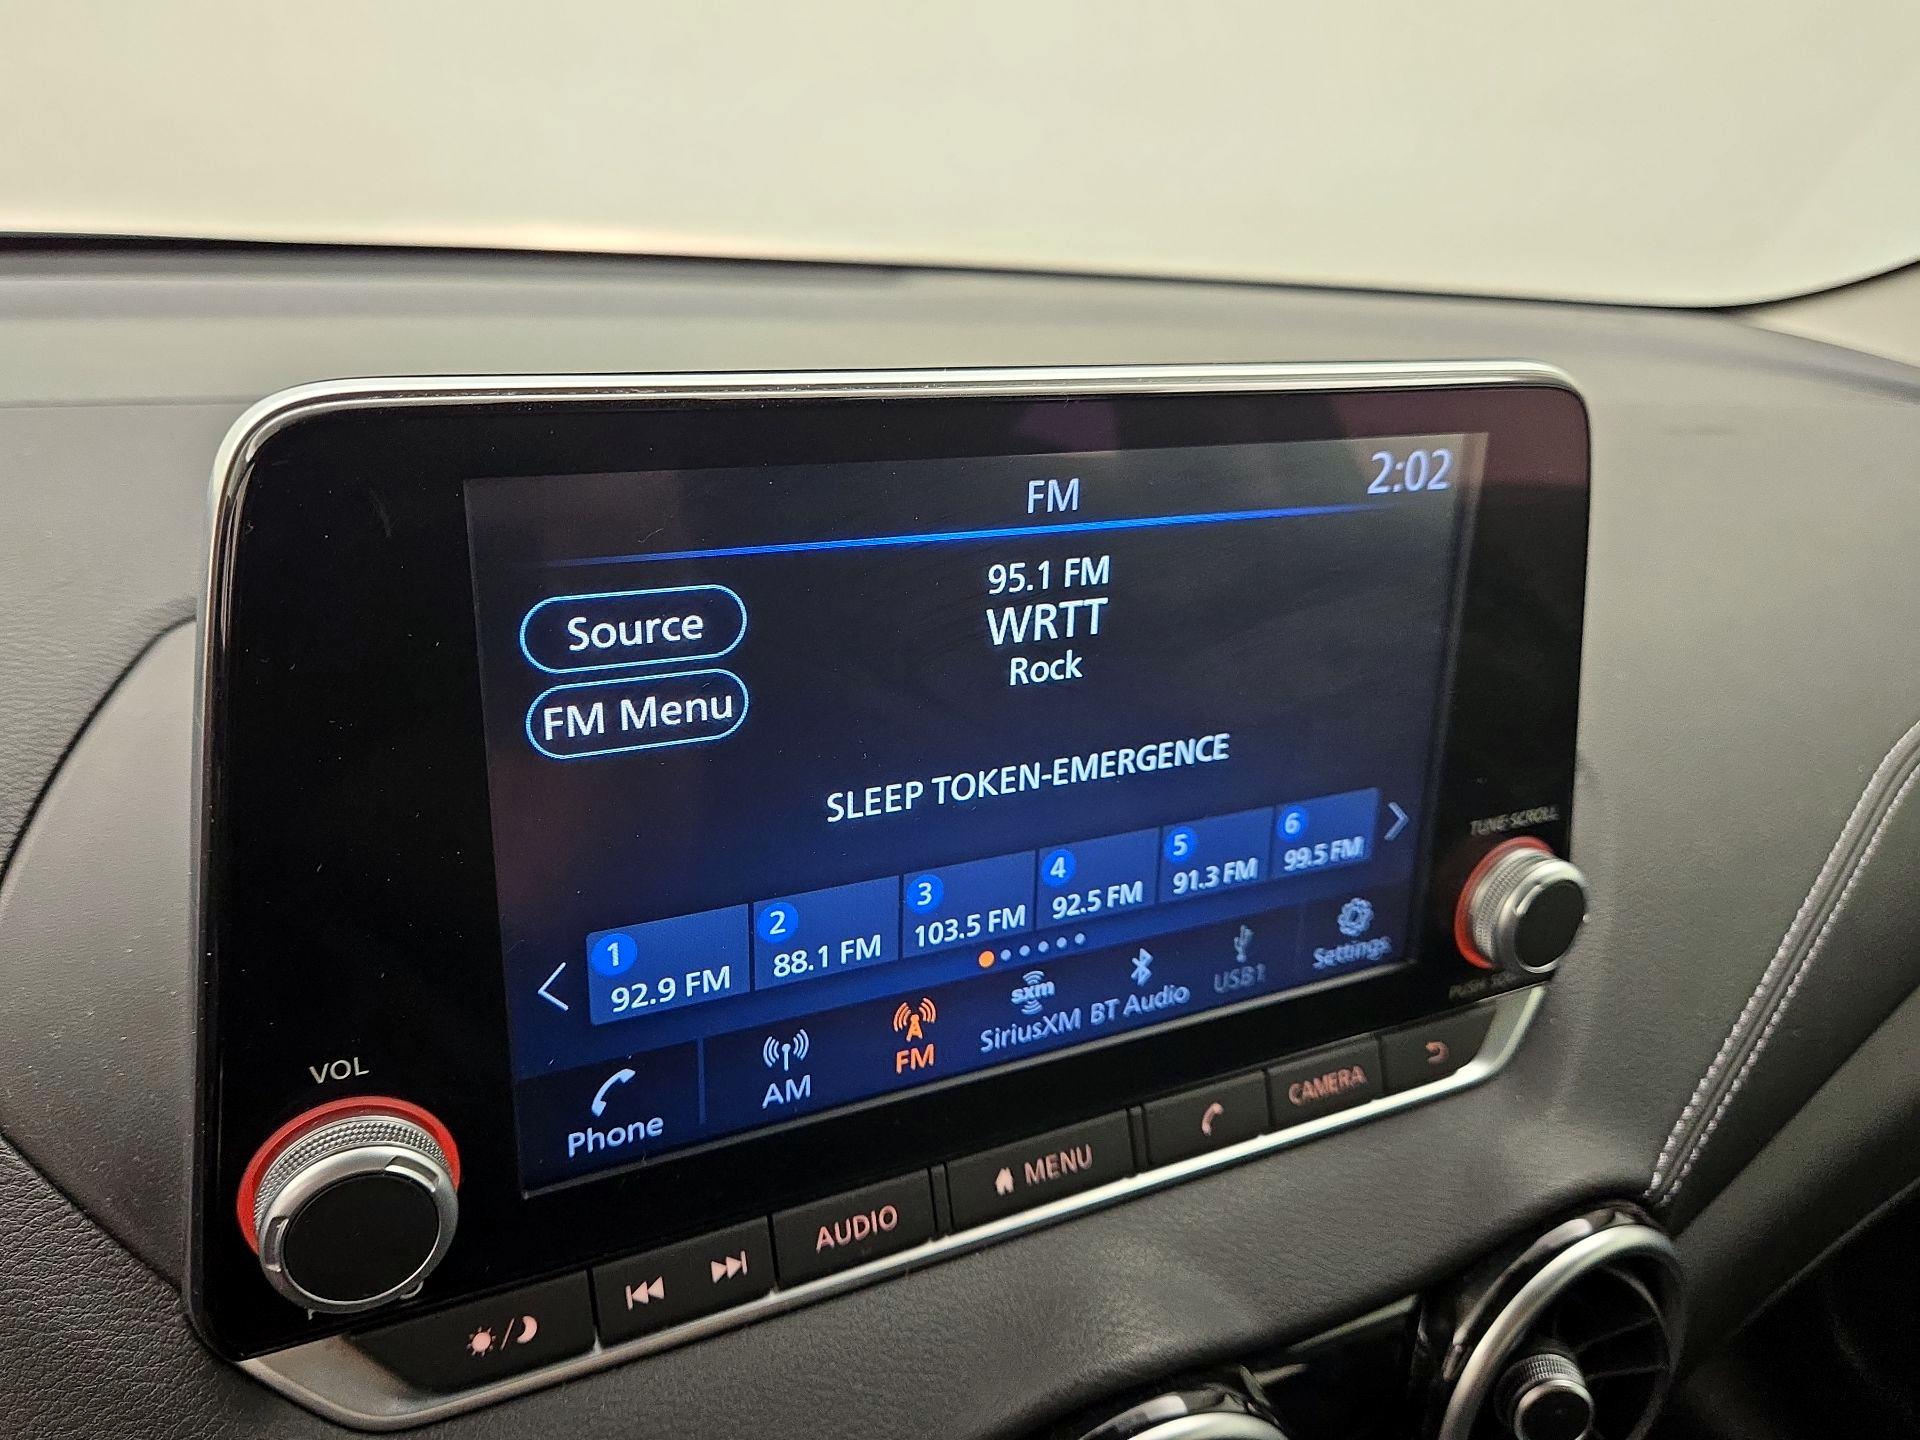 FM
2:02
95.1 FM
WRTT
Rock
Source
FM Menu
SLEEP TOKEN-EMERGENCE
1
92.9 FM
2
88.1 FM
3
103.5 FM
4
92.5 FM
5
91.3 FM
6
99.5 FM
Phone
AM
FM
sxm
SiriusXM
BT Audio
USB1
Settings
VOL
TUNE·SCROLL
PUSH
AUDIO
MENU
CAMERA